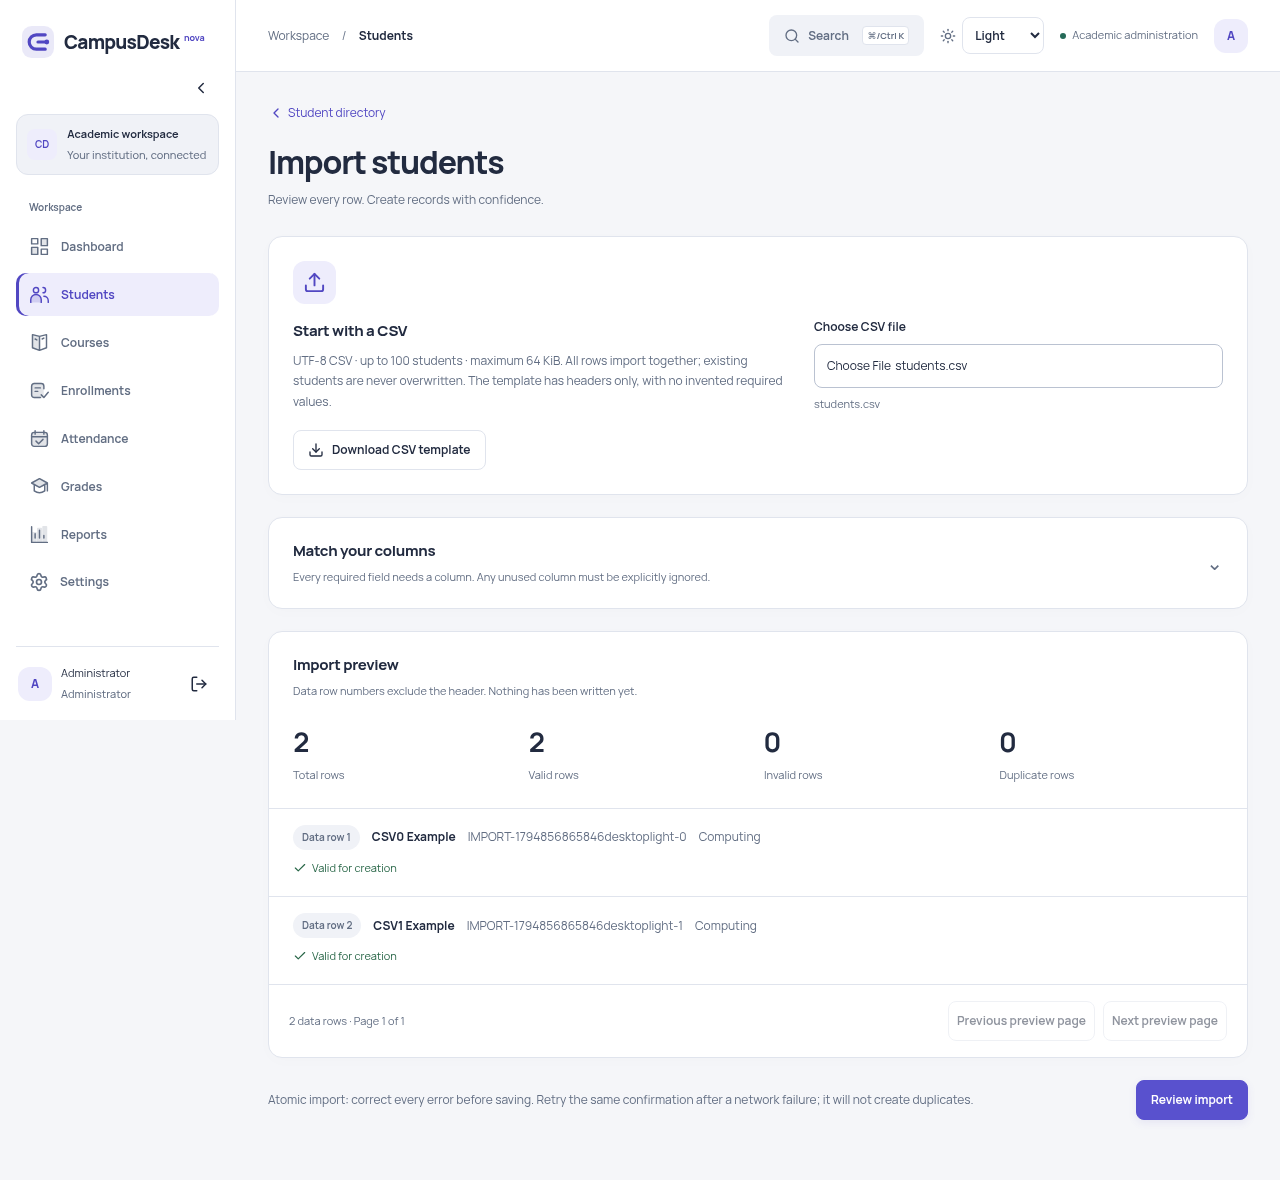 CampusDesk nova
CD
Academic workspace
Your institution, connected
Workspace
Dashboard
Students
Courses
Enrollments
Attendance
Grades
Reports
Settings
A
Administrator
Administrator
Workspace / Students
Search ⌘/Ctrl K
Light
Academic administration
A
Student directory
Import students
Review every row. Create records with confidence.
Start with a CSV
UTF-8 CSV · up to 100 students · maximum 64 KiB. All rows import together; existing
students are never overwritten. The template has headers only, with no invented required
values.
Download CSV template
Choose CSV file
Choose File students.csv
students.csv
Match your columns
Every required field needs a column. Any unused column must be explicitly ignored.
Import preview
Data row numbers exclude the header. Nothing has been written yet.
2 2 0 0
Total rows Valid rows Invalid rows Duplicate rows
Data row 1 CSV0 Example IMPORT-1794856865846desktoplight-0 Computing
Valid for creation
Data row 2 CSV1 Example IMPORT-1794856865846desktoplight-1 Computing
Valid for creation
2 data rows · Page 1 of 1
Previous preview page Next preview page
Atomic import: correct every error before saving. Retry the same confirmation after a network failure; it will not create duplicates.
Review import